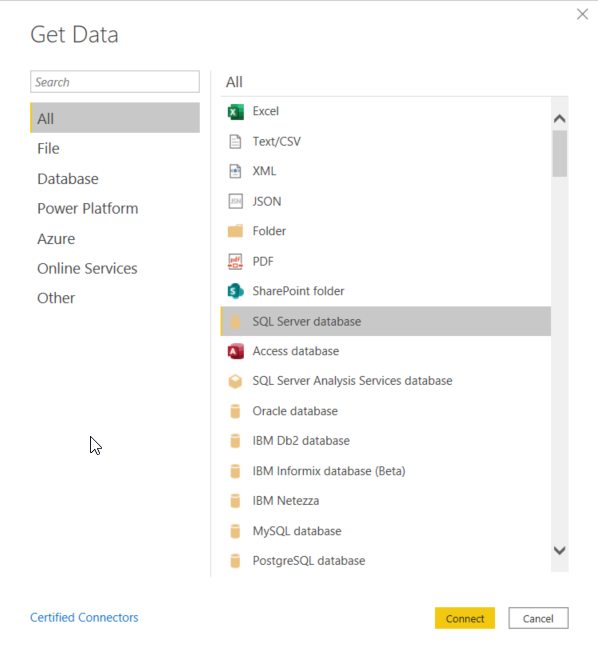 Get Data
Search
All
File
Database
Power Platform
Azure
Online Services
Other
All
Excel
Text/CSV
XML
JSON
Folder
PDF
SharePoint folder
SQL Server database
Access database
SQL Server Analysis Services database
Oracle database
IBM Db2 database
IBM Informix database (Beta)
IBM Netezza
MySQL database
PostgreSQL database
Certified Connectors
Connect
Cancel